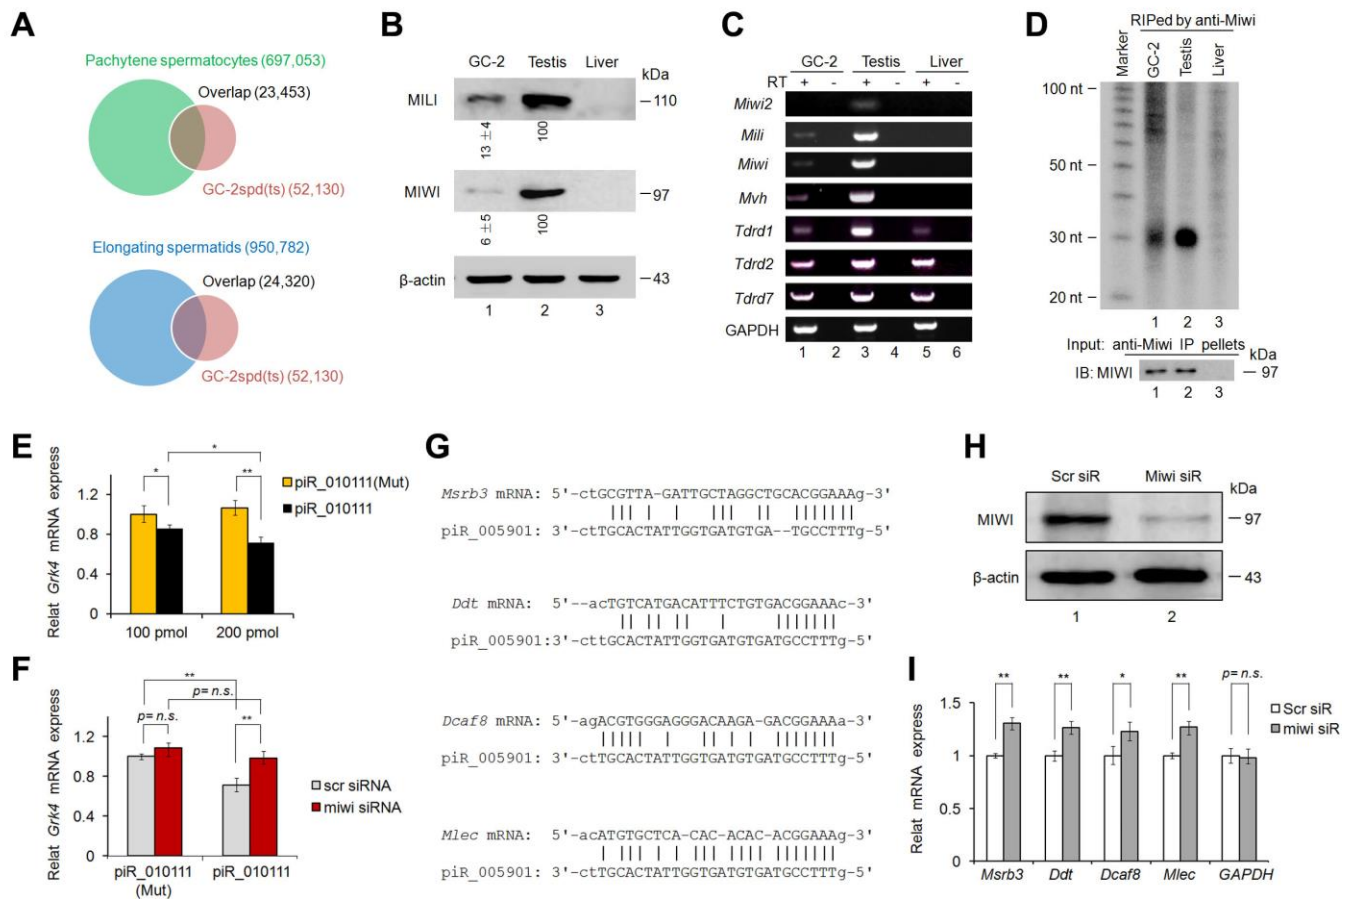 A
Pachytene spermatocytes (697,053)
Overlap (23,453)
GC-2spd(ts) (52,130)
Elongating spermatids (950,782)
Overlap (24,320)
GC-2spd(ts) (52,130)
B
GC-2 Testis Liver
kDa
MILI 110
13 ±4 100
MIWI 97
6 ±5 100
β-actin 43
1 2 3
C
GC-2 Testis Liver
RT + - + - + -
Miwi2
Mili
Miwi
Mvh
Tdrd1
Tdrd2
Tdrd7
GAPDH
1 2 3 4 5 6
D
RIPed by anti-Miwi
Marker GC-2 Testis Liver
100 nt
50 nt
30 nt
20 nt
1 2 3
Input: anti-Miwi IP pellets
kDa
IB: MIWI 97
1 2 3
E
Relat Grk4 mRNA express
* * **
1.2
0.8
0.4
0
100 pmol 200 pmol
piR_010111(Mut)
piR_010111
F
Relat Grk4 mRNA express
**
p= n.s.
p= n.s. **
1.2
0.8
0.4
0
piR_010111 (Mut) piR_010111
scr siRNA
miwi siRNA
G
Msrb3 mRNA: 5'-ctGCGTTA-GATTGCTAGGCTGCACGGAAAg-3'
piR_005901: 3'-cttGCACTATTGGTGATGTGA--TGCCTTTg-5'
Ddt mRNA: 5'--acTGTCATGACATTTCTGTGACGGAAAc-3'
piR_005901:3'-cttGCACTATTGGTGATGTGATGCCTTTg-5'
Dcaf8 mRNA: 5'-agACGTGGGAGGGACAAGA-GACGGAAAa-3'
piR_005901: 3'-ctTGCACTATTGGTGATGTGATGCCTTTg-5'
Mlec mRNA: 5'-acATGTGCTCA-CAC-ACAC-ACGGAAAg-3'
piR_005901: 3'-ctTGCACTATTGGTGATGTGATGCCTTTg-5'
H
Scr siR Miwi siR
kDa
MIWI 97
β-actin 43
1 2
I
Relat mRNA express
** ** * ** p= n.s.
1.5
1
0.5
0
Msrb3 Ddt Dcaf8 Mlec GAPDH
Scr siR
miwi siR